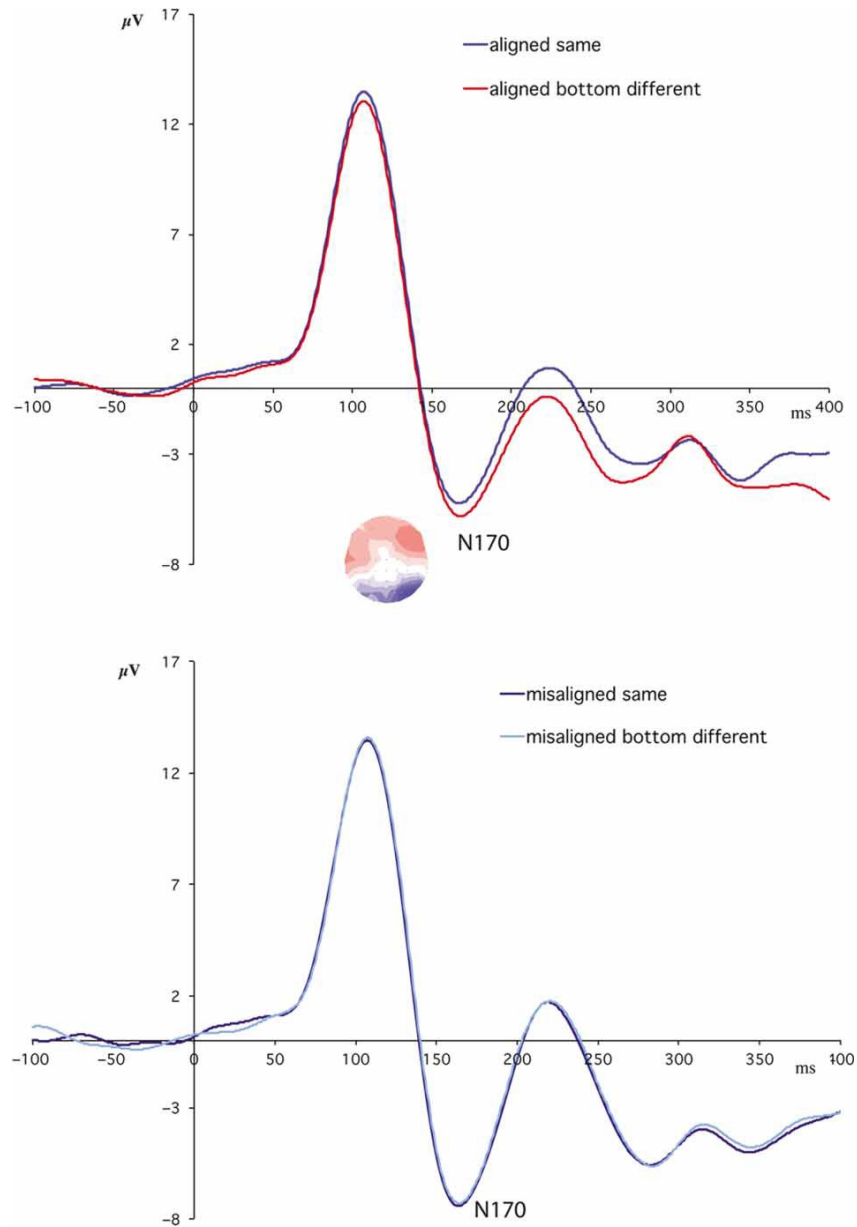 µV
17
aligned same
aligned bottom different
12
7
2
-100 -50 0 50 100 150 200 250 300 350 ms 400
-3
N170
-8
µV
17
misaligned same
misaligned bottom different
12
7
2
-100 -50 0 50 100 150 200 250 300 350 ms 400
-3
N170
-8